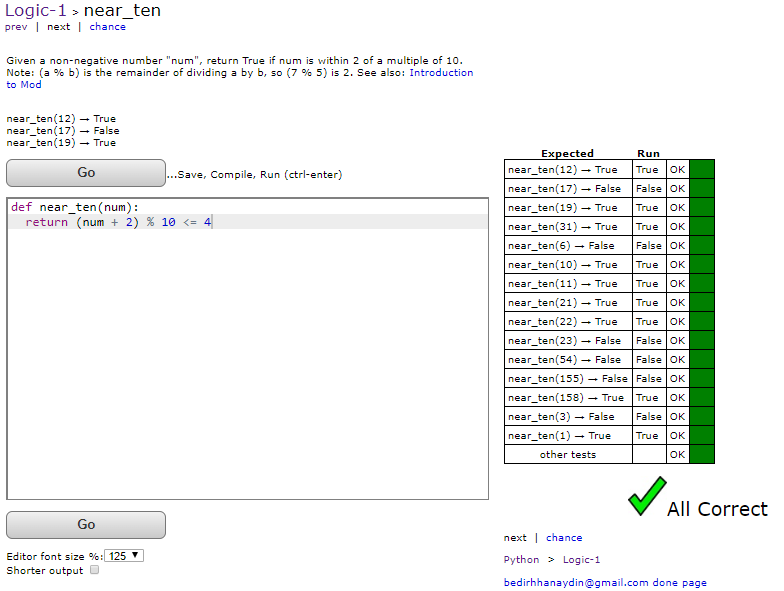 Logic-1 > near_ten
prev | next | chance
Given a non-negative number "num", return True if num is within 2 of a multiple of 10.
Note: (a % b) is the remainder of dividing a by b, so (7 % 5) is 2. See also: Introduction
to Mod
near_ten(12) → True
near_ten(17) → False
near_ten(19) → True
Go
...Save, Compile, Run (ctrl-enter)
def near_ten(num):
  return (num + 2) % 10 <= 4
Go
Editor font size %: 125 ▼
Shorter output
Expected Run
near_ten(12) → True True OK
near_ten(17) → False False OK
near_ten(19) → True True OK
near_ten(31) → True True OK
near_ten(6) → False False OK
near_ten(10) → True True OK
near_ten(11) → True True OK
near_ten(21) → True True OK
near_ten(22) → True True OK
near_ten(23) → False False OK
near_ten(54) → False False OK
near_ten(155) → False False OK
near_ten(158) → True True OK
near_ten(3) → False False OK
near_ten(1) → True True OK
other tests OK
All Correct
next | chance
Python > Logic-1
bedirhhanaydin@gmail.com done page